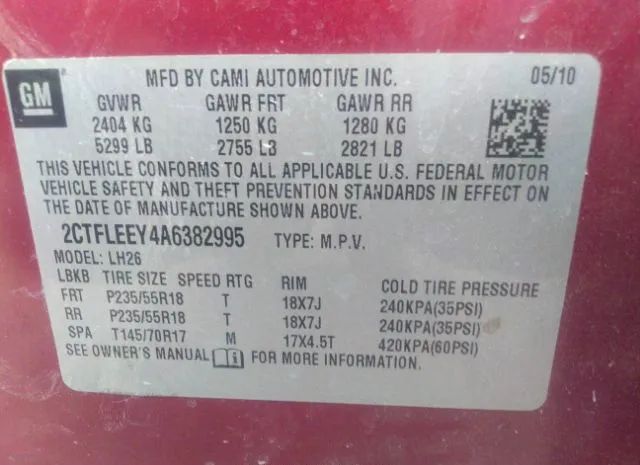 GM
MFD BY CAMI AUTOMOTIVE INC. 05/10
GVWR GAWR FRT GAWR RR
2404 KG 1250 KG 1280 KG
5299 LB 2755 LB 2821 LB
THIS VEHICLE CONFORMS TO ALL APPLICABLE U.S. FEDERAL MOTOR
VEHICLE SAFETY AND THEFT PREVENTION STANDARDS IN EFFECT ON
THE DATE OF MANUFACTURE SHOWN ABOVE.
2CTFLEEY4A6382995 TYPE: M.P.V.
MODEL: LH26
LBKB TIRE SIZE SPEED RTG RIM COLD TIRE PRESSURE
FRT P235/55R18 T 18X7J 240KPA(35PSI)
RR P235/55R18 T 18X7J 240KPA(35PSI)
SPA T145/70R17 M 17X4.5T 420KPA(60PSI)
SEE OWNER'S MANUAL FOR MORE INFORMATION.